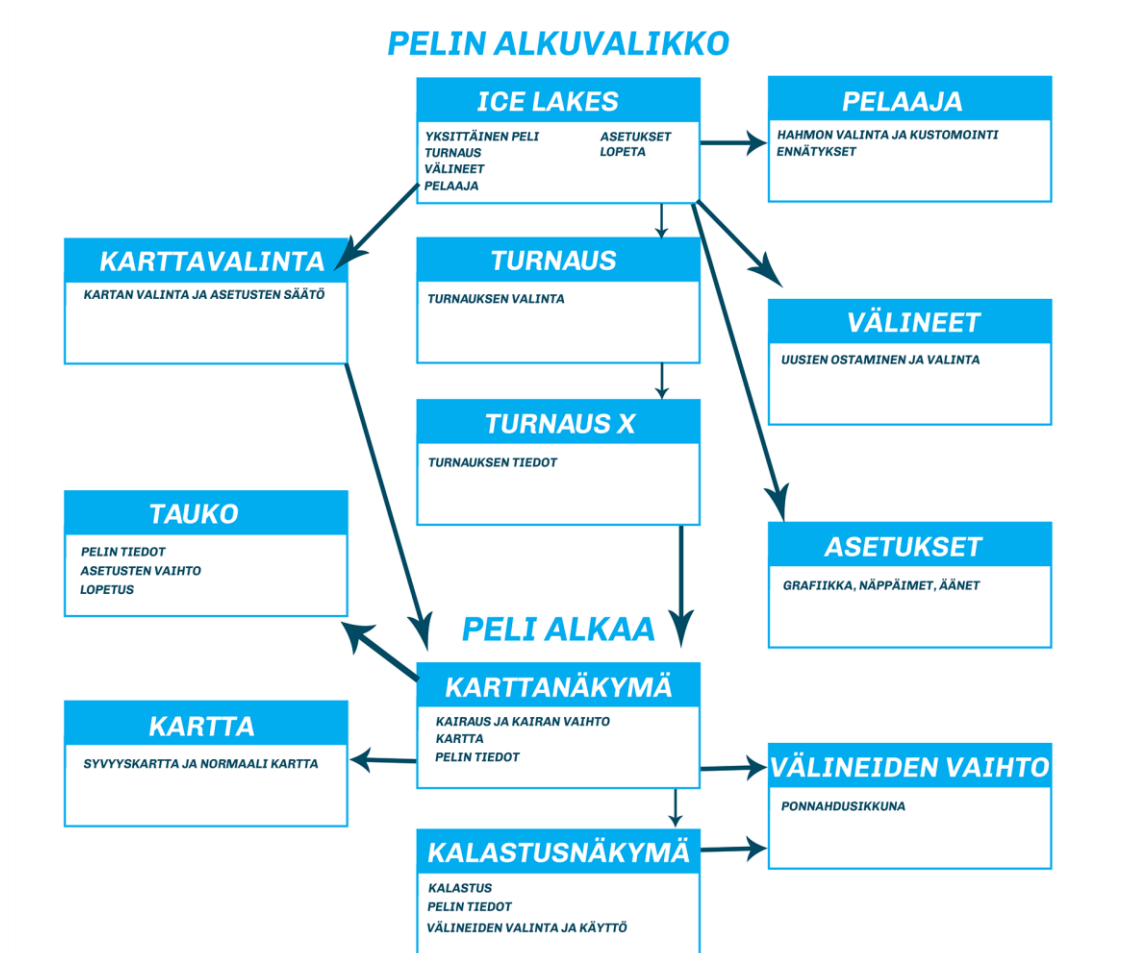 PELIN ALKUVALIKKO
ICE LAKES
YKSITTÄINEN PELI
TURNAUS
VÄLINEET
PELAAJA
ASETUKSET
LOPETA
PELAAJA
HAHMON VALINTA JA KUSTOMOINTI
ENNÄTYKSET
KARTTAVALINTA
KARTAN VALINTA JA ASETUSTEN SÄÄTÖ
TURNAUS
TURNAUKSEN VALINTA
VÄLINEET
UUSIEN OSTAMINEN JA VALINTA
TURNAUS X
TURNAUKSEN TIEDOT
TAUKO
PELIN TIEDOT
ASETUSTEN VAIHTO
LOPETUS
ASETUKSET
GRAFIIKKA, NÄPPÄIMET, ÄÄNET
PELI ALKAA
KARTTANÄKYMÄ
KAIRAUS JA KAIRAN VAIHTO
KARTTA
PELIN TIEDOT
KARTTA
SYVYYSKARTTA JA NORMAALI KARTTA
VÄLINEIDEN VAIHTO
PONNAHDUSIKKUNA
KALASTUSNÄKYMÄ
KALASTUS
PELIN TIEDOT
VÄLINEIDEN VALINTA JA KÄYTTÖ